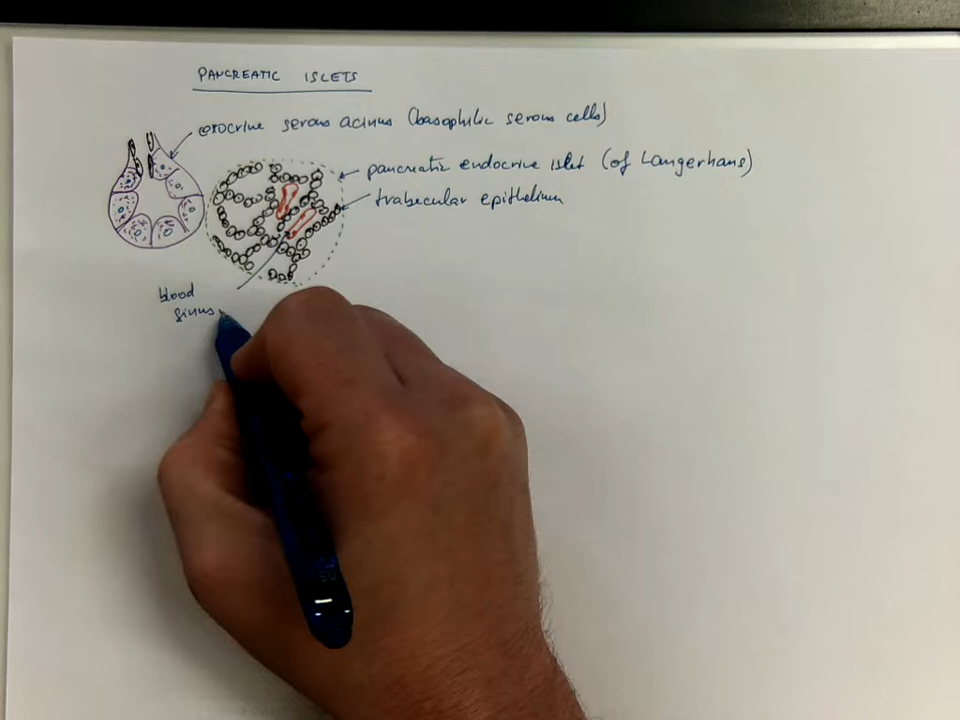 PANCREATIC ISLETS
exocrine serous acinus (basophilic serous cells)
pancreatic endocrine islet (of Langerhans)
trabecular epithelium
blood
sinus